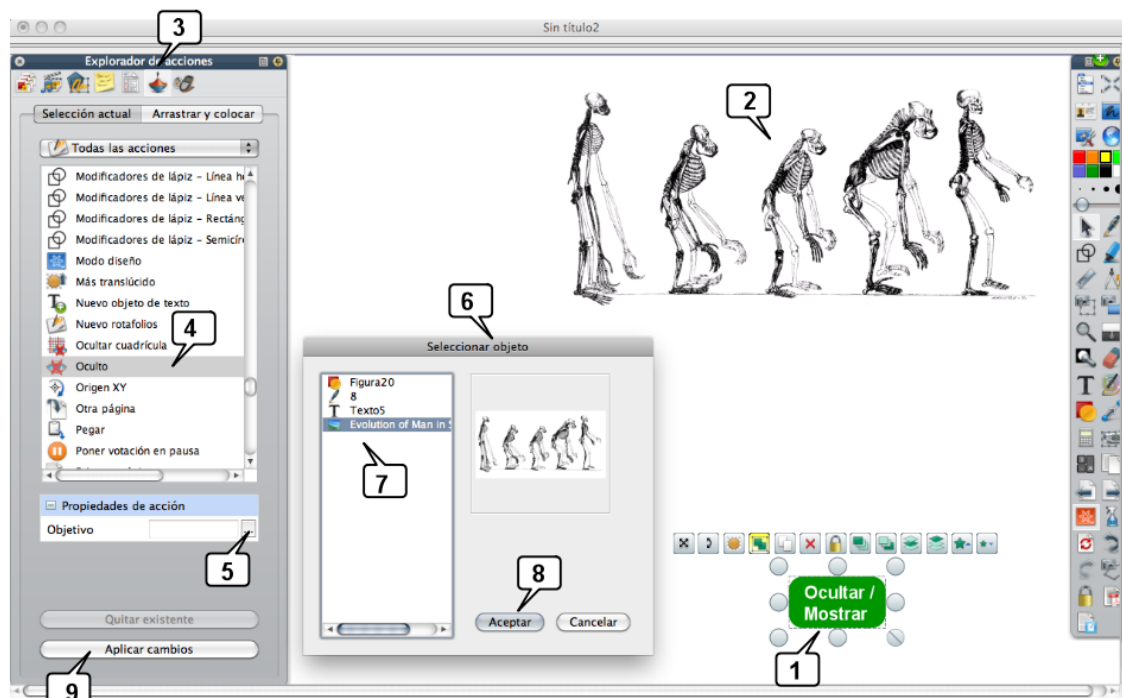 Sin título2
3
Explorador de acciones
Selección actual
Arrastrar y colocar
Todas las acciones
Modificadores de lápiz – Línea h
Modificadores de lápiz – Línea ve
Modificadores de lápiz – Rectáng
Modificadores de lápiz – Semicír
Modo diseño
Más translúcido
Nuevo objeto de texto
Nuevo rotafolios
Ocultar cuadrícula
Oculto
Origen XY
Otra página
Pegar
Poner votación en pausa
4
Propiedades de acción
Objetivo
...
5
Quitar existente
Aplicar cambios
9
2
6
Seleccionar objeto
Figura20
8
Texto5
Evolution of Man in S
7
8
Aceptar
Cancelar
Ocultar /
Mostrar
1